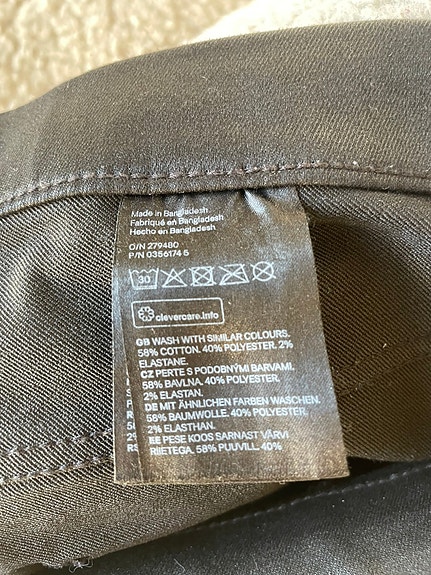 Made in Bangladesh
Fabriqué en Bangladesh
Hecho en Bangladesh
O/N 279480
P/N 0356174 5
30
clevercare.info
GB WASH WITH SIMILAR COLOURS.
58% COTTON. 40% POLYESTER. 2%
ELASTANE.
CZ PERTE S PODOBNÝMI BARVAMI.
58% BAVLNA. 40% POLYESTER.
2% ELASTAN.
DE MIT ÄHNLICHEN FARBEN WASCHEN.
58% BAUMWOLLE. 40% POLYESTER.
2% ELASTHAN.
EE PESE KOOS SARNAST VÄRVI
RIIETEGA. 58% PUUVILL. 40%